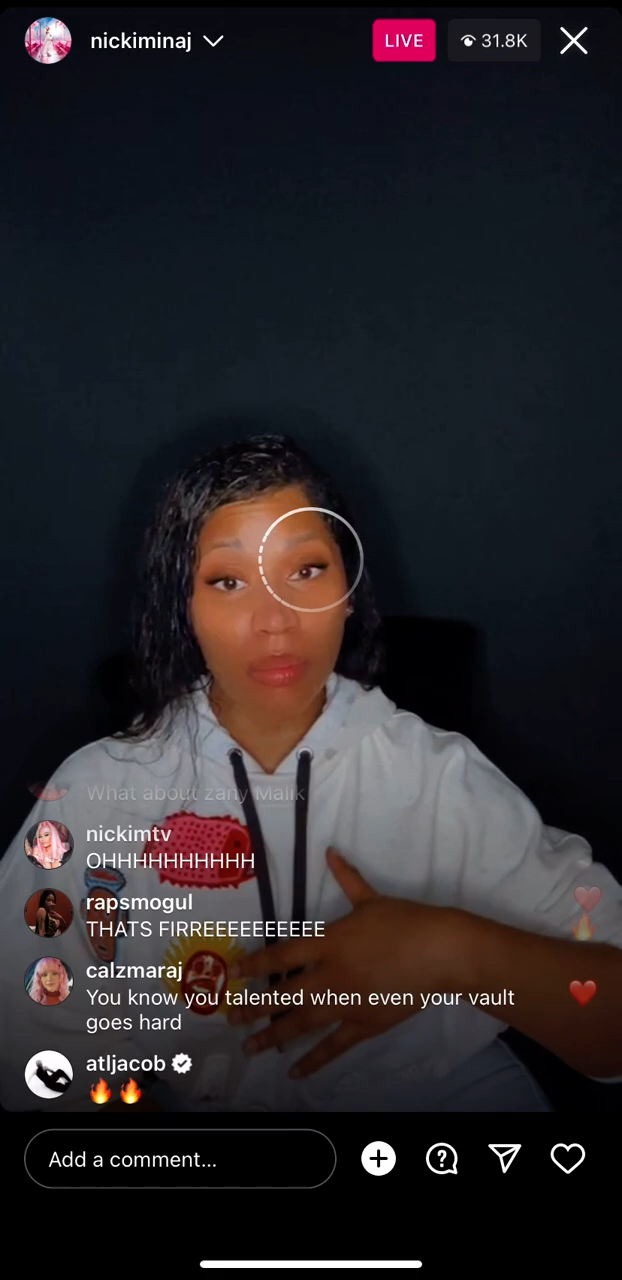 nickiminaj
LIVE
31.8K
What about zany Malik
nickimtv
OHHHHHHHHHH
rapsmogul
THATS FIRREEEEEEEEEE
calzmaraj
You know you talented when even your vault
goes hard
atljacob
🔥 🔥
Add a comment...